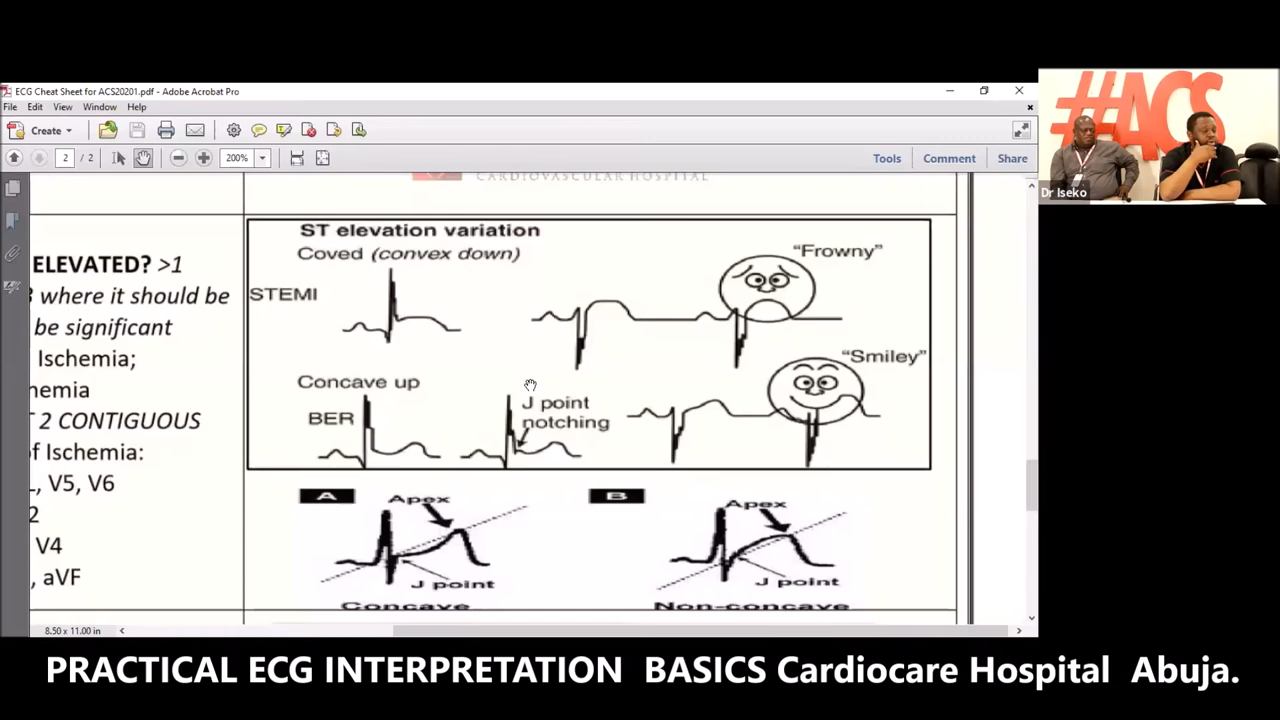 ECG Cheat Sheet for ACS20201.pdf - Adobe Acrobat Pro
File Edit View Window Help
Create
2 / 2 200% Tools Comment Share
#ACS
Dr Iseko
CARDIOVASCULAR HOSPITAL
ELEVATED? >1
where it should be
be significant
Ischemia;
hemia
2 CONTIGUOUS
of Ischemia:
, V5, V6
2
V4
, aVF
ST elevation variation
Coved (convex down)
STEMI
"Frowny"
"Smiley"
Concave up
BER
J point
notching
A Apex
J point
Concave
B Apex
J point
Non-concave
8.50 x 11.00 in
PRACTICAL ECG INTERPRETATION BASICS Cardiocare Hospital Abuja.